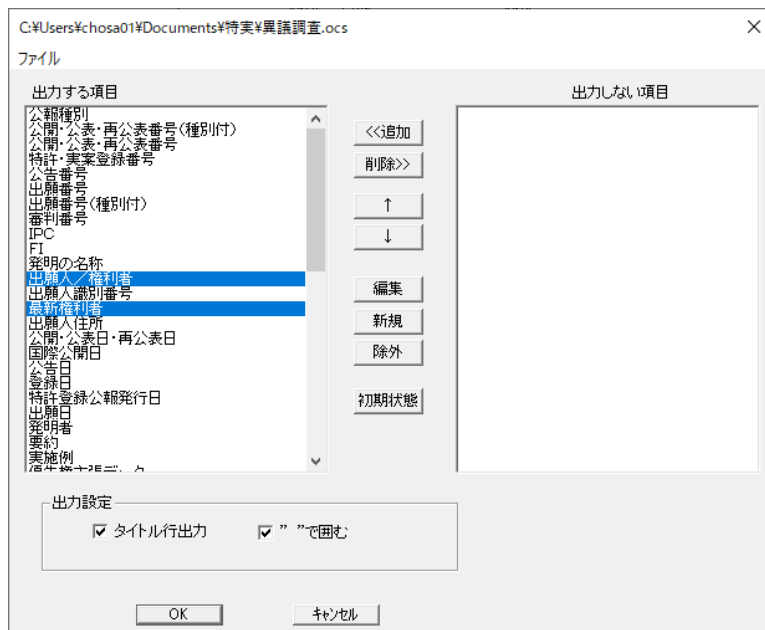 C:¥Users¥chosa01¥Documents¥特実¥異議調査.ocs
ファイル
出力する項目
出力しない項目
公報種別
公開・公表・再公表番号(種別付)
公開・公表・再公表番号
特許・実案登録番号
公告番号
出願番号
出願番号(種別付)
審判番号
IPC
FI
発明の名称
出願人／権利者
出願人識別番号
最新権利者
出願人住所
公開・公表日・再公表日
国際公開日
公告日
登録日
特許登録公報発行日
出願日
発明者
要約
実施例
優先権主張データ
<<追加
削除>>
↑
↓
編集
新規
除外
初期状態
出力設定
タイトル行出力
” ”で囲む
OK
キャンセル